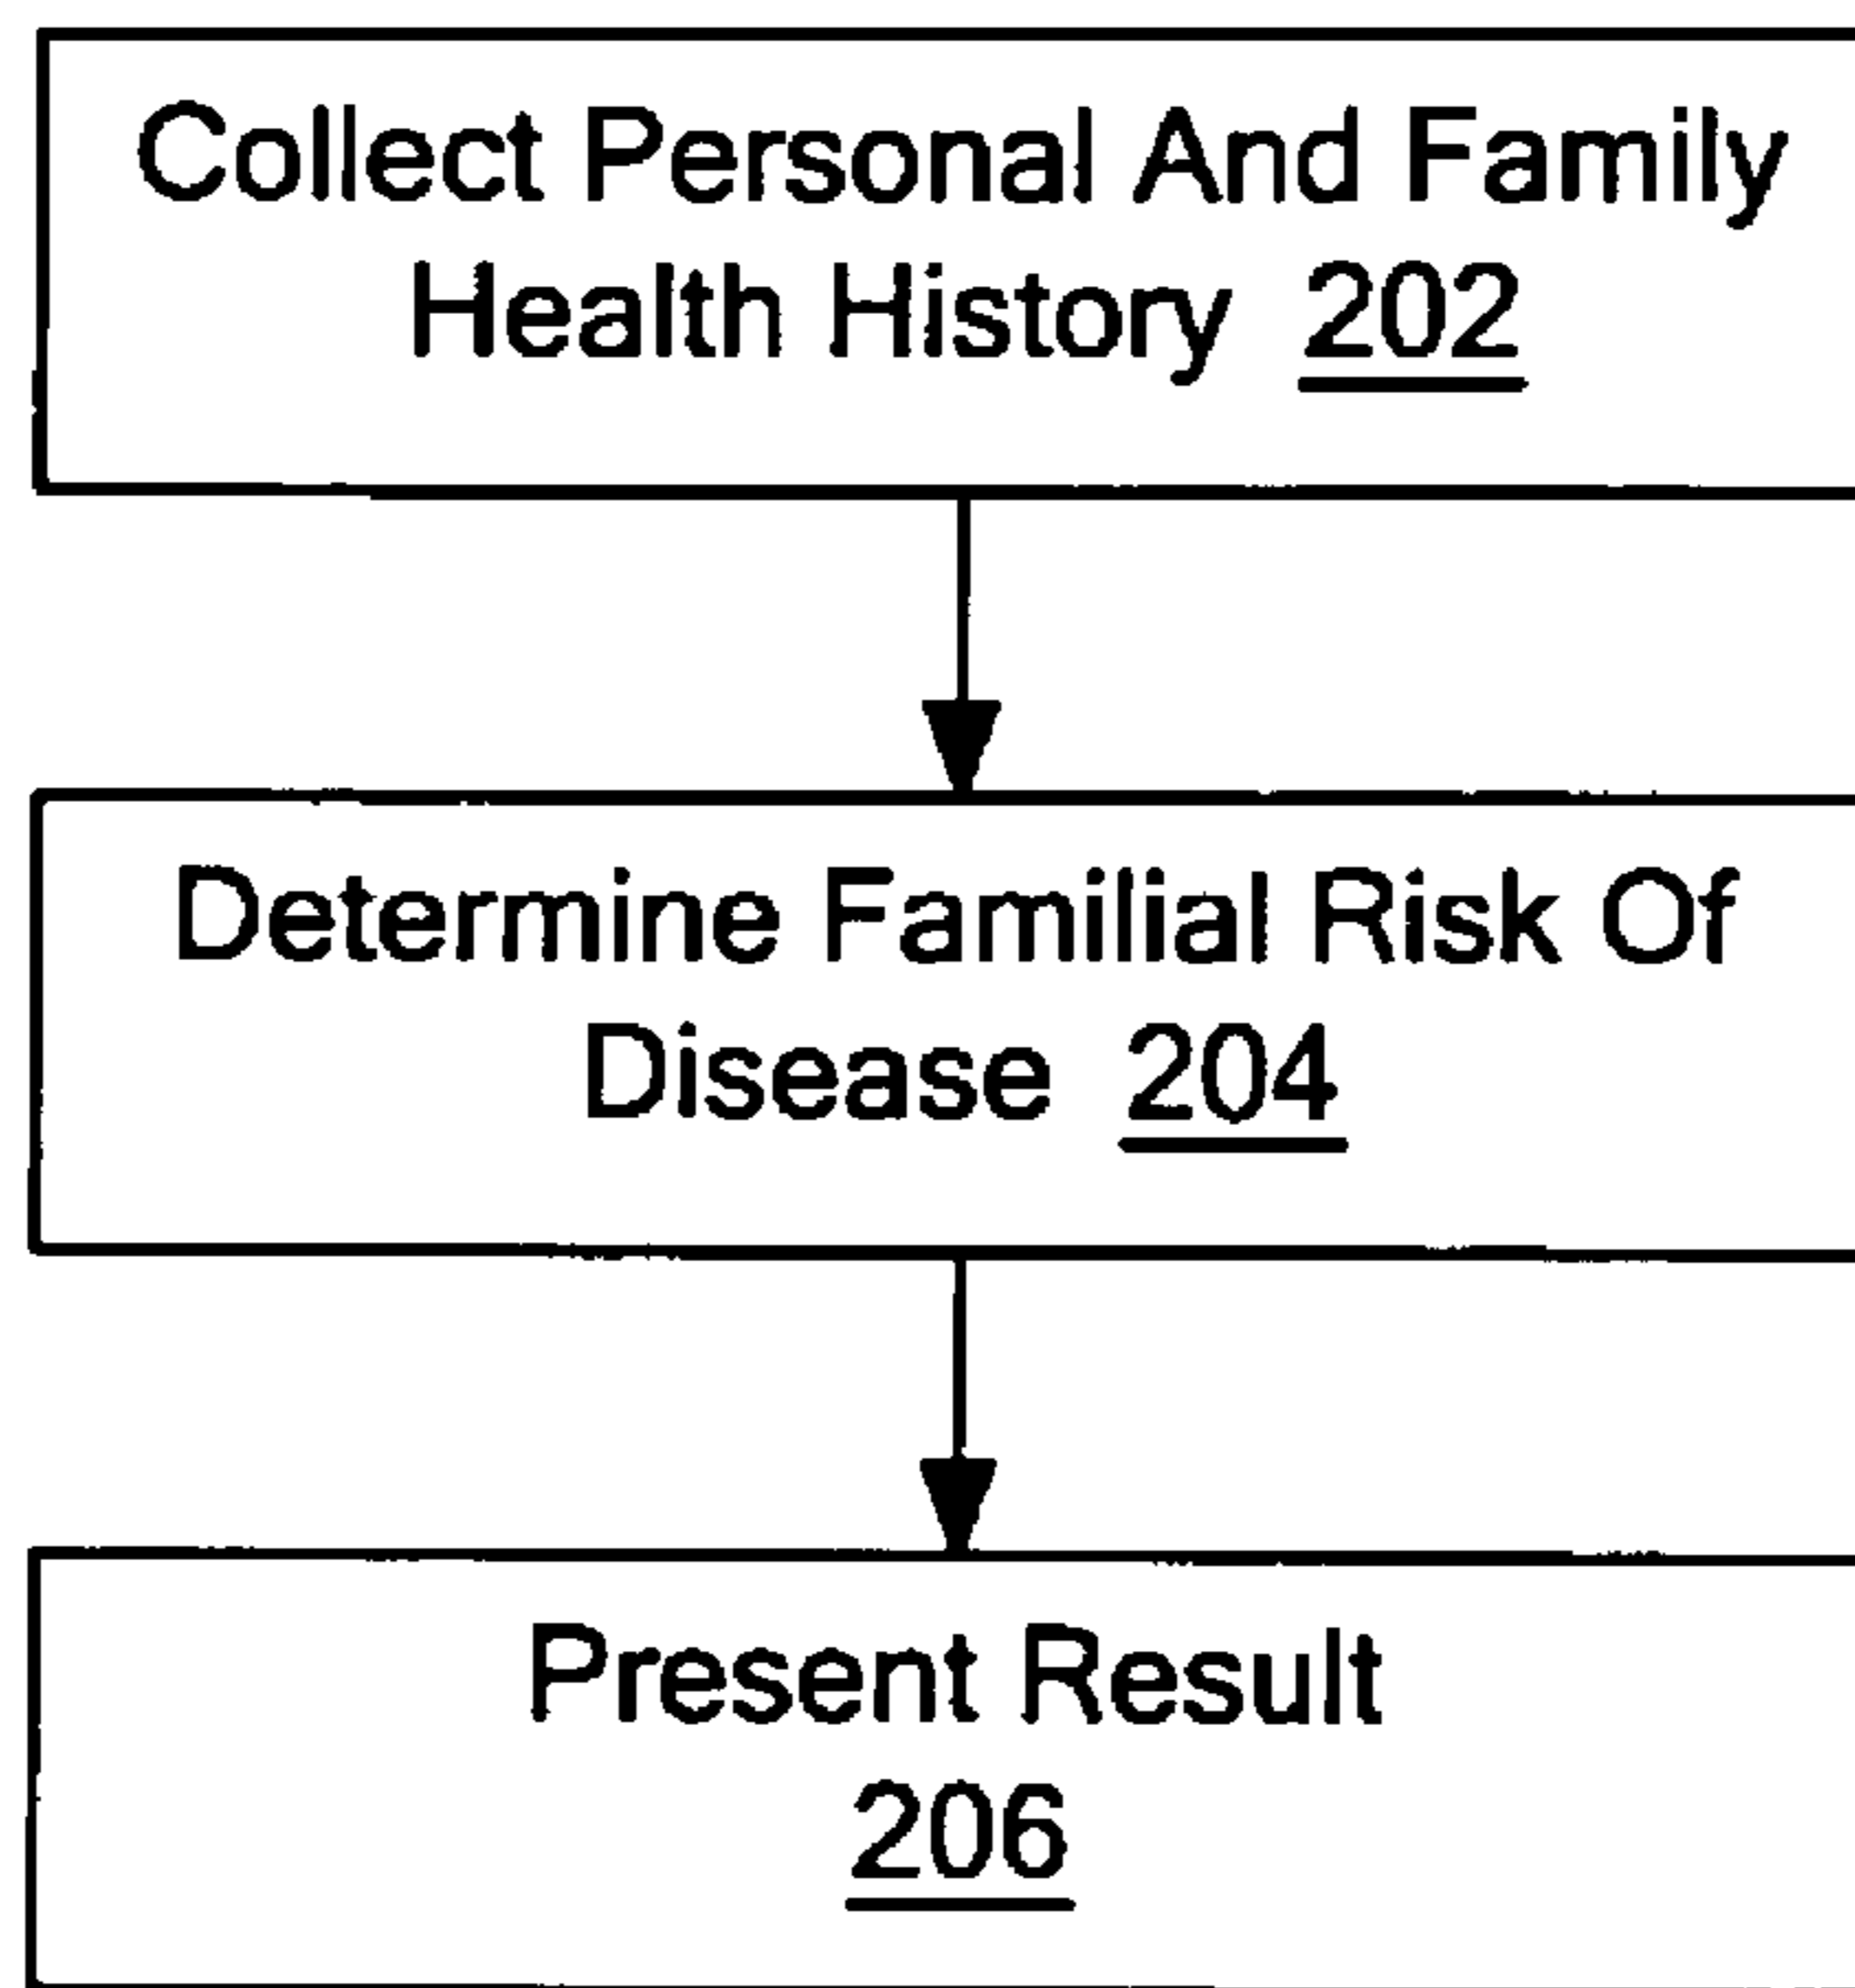 Collect Personal And Family
Health History 202
Determine Familial Risk Of
Disease 204
Present Result
206